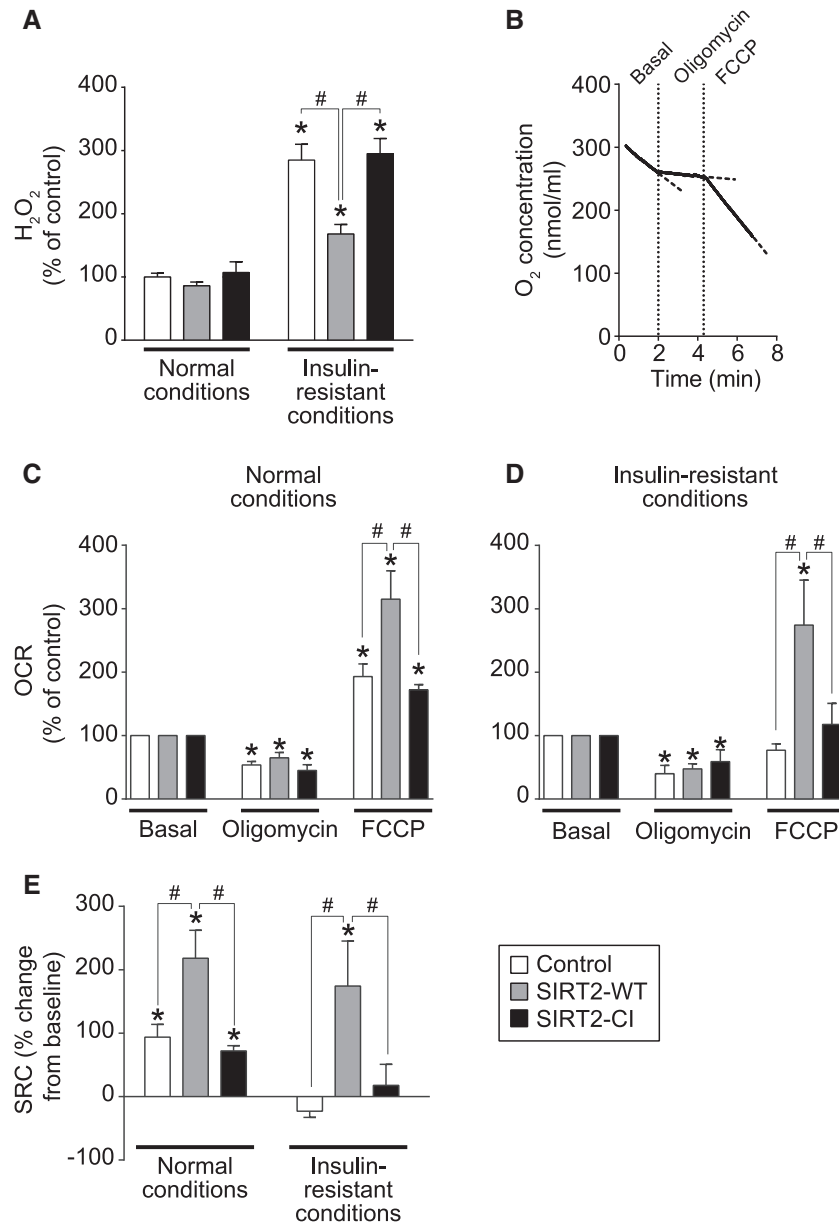 A
H₂O₂
(% of control)
400
300
200
100
0
*
#
*
#
*
Normal
conditions
Insulin-
resistant
conditions
B
Basal
Oligomycin
FCCP
O₂ concentration
(nmol/ml)
400
300
200
100
0
0 2 4 6 8
Time (min)
C
Normal
conditions
OCR
(% of control)
400
300
200
100
0
* * *
# #
* * *
Basal Oligomycin FCCP
D
Insulin-resistant
conditions
400
300
200
100
0
* * *
# #
*
Basal Oligomycin FCCP
E
SRC (% change
from baseline)
300
200
100
0
-100
# #
* * *
# #
*
Normal
conditions
Insulin-
resistant
conditions
Control
SIRT2-WT
SIRT2-CI